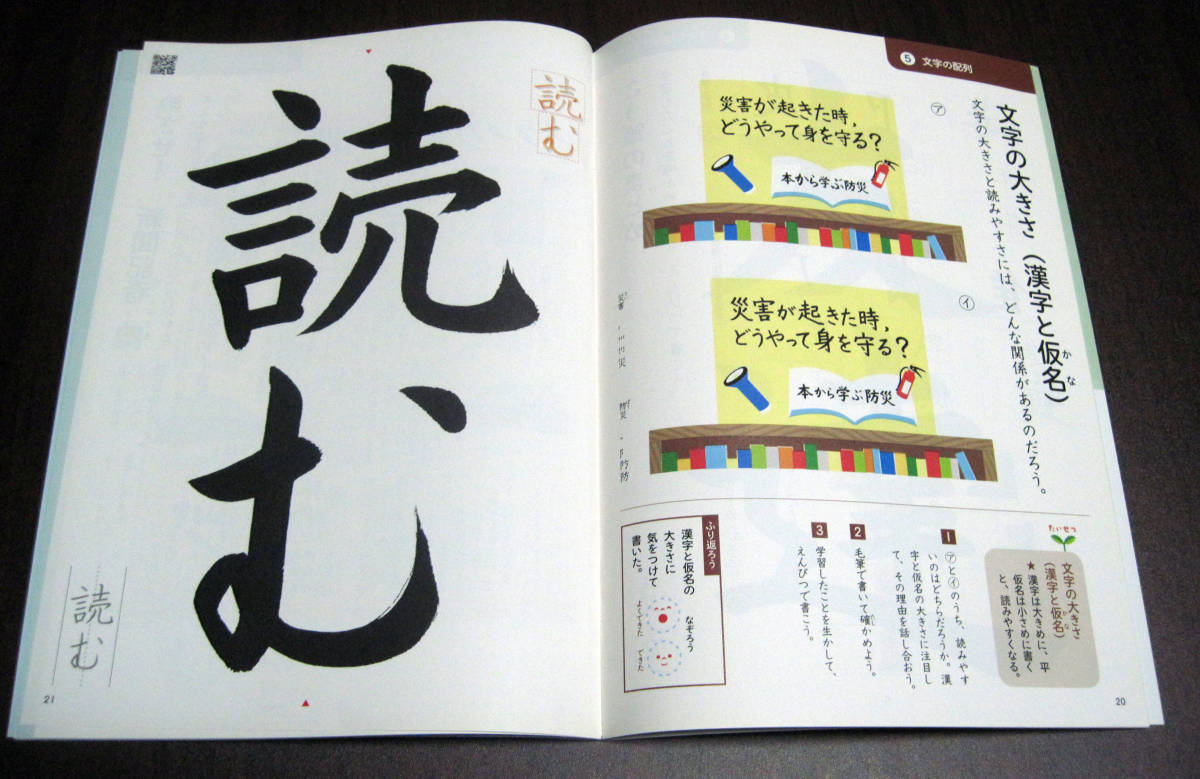 5 文字の配列
文字の大きさ（漢字と仮名）
かな
文字の大きさと読みやすさには、どんな関係があるのだろう。
ア
災害が起きた時,
どうやって身を守る?
本から学ぶ防災
イ
災害が起きた時,
どうやって身を守る?
本から学ぶ防災
たいせつ
文字の大きさ
（漢字と仮名）
かな
★漢字は大きめに、平
仮名は小さめに書く
と、読みやすくなる。
1 アとイのうち、読みやす
いのはどちらだろうか。漢
字と仮名の大きさに注目し
て、その理由を話し合おう。
2 毛筆で書いて確かめよう。
3 学習したことを生かして、
えんぴつで書こう。
ふり返ろう
漢字と仮名の
大きさに
気をつけて
書いた。
なぞろう
よくできた
できた
20
読む
読む
読む
21